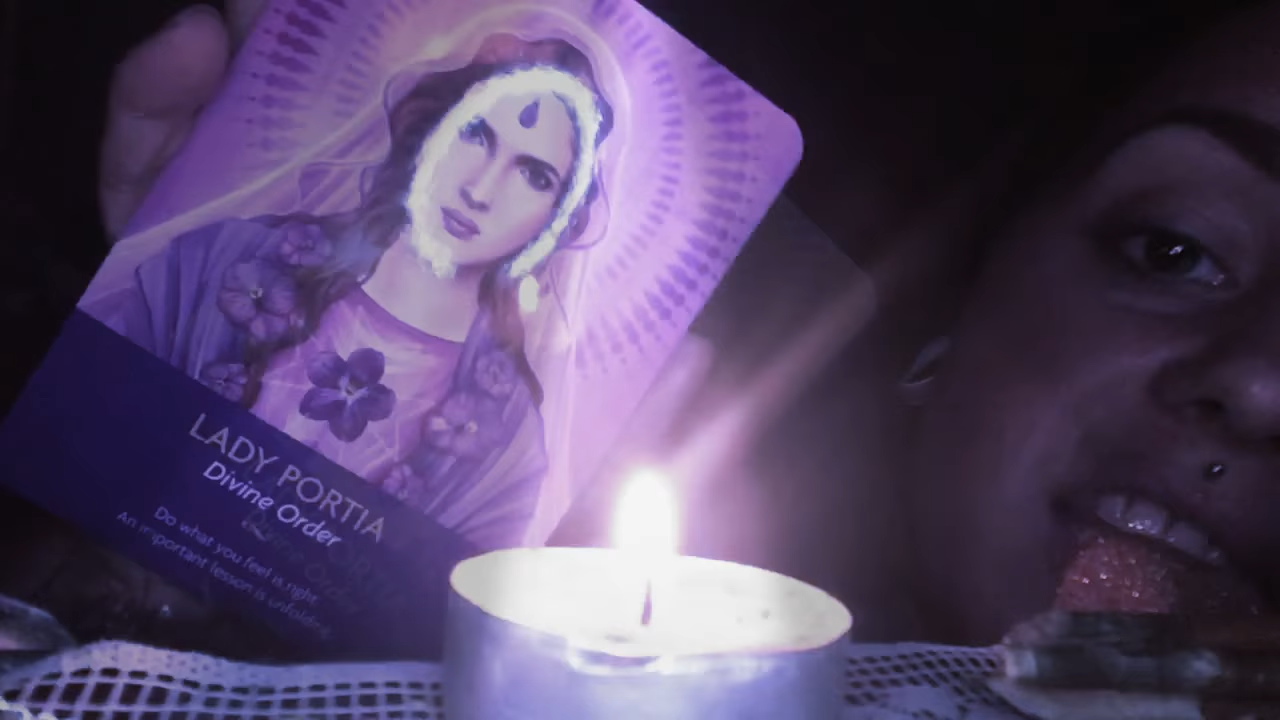 LADY PORTIA
Divine Order
Do what you feel is right.
An important lesson is unfolding.